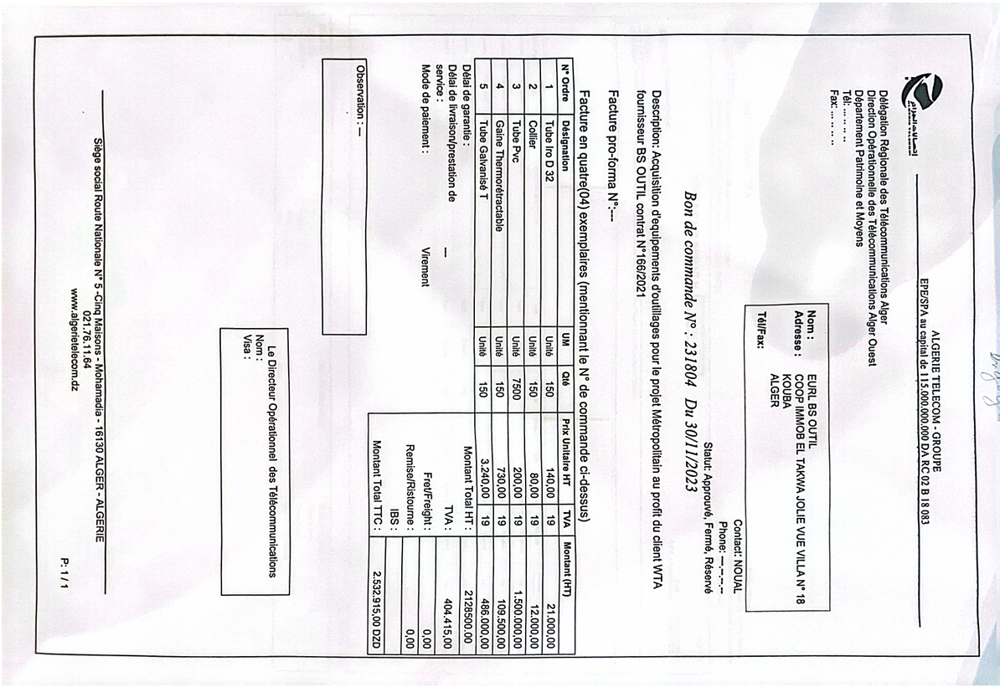 ALGERIE TELECOM - GROUPE
EPE/SPA au capital de 115.000.000.000 DA RC 02 B 18 083
Délégation Régionale des Télécommunications Alger
Direction Opérationnelle des Télécommunications Alger Ouest
Département Patrimoine et Moyens
Tél: ... .. .. ..
Fax: ... .. .. ..
Nom : EURL BS OUTIL
Adresse : COOP IMMOB EL TAKWA JOLIE VUE VILLA N° 18
KOUBA
ALGER
Tél/Fax:
Contact: NOUAL
Phone: ---.--.--.--
Statut: Approuvé, Fermé, Réservé
Bon de commande N° : 231804 Du 30/11/2023
Description: Acquisition d'equipements d'outillages pour le projet Métropolitain au profit du client WTA
fournisseur BS OUTIL contrat N°166/2021
Facture pro-forma N°:---
Facture en quatre(04) exemplaires (mentionnant le N° de commande ci-dessus)
N° Ordre Désignation UM Qté Prix Unitaire HT TVA Montant (HT)
1 Tube Iro D 32 Unité 150 140,00 19 21.000,00
2 Collier Unité 150 80,00 19 12.000,00
3 Tube Pvc Unité 7500 200,00 19 1.500.000,00
4 Gaine Thermorétractable Unité 150 730,00 19 109.500,00
5 Tube Galvanisé T Unité 150 3.240,00 19 486.000,00
Délai de garantie :
Délai de livraison/prestation de
service : ---
Mode de paiement : Virement
Montant Total HT : 2128500.00
TVA : 404.415,00
Fret/Freight : 0,00
Remise/Ristourne : 0,00
IBS :
Montant Total TTC : 2.532.915,00 DZD
Observation : ---
Le Directeur Opérationnel des Télécommunications
Nom :
Visa :
Siège social Route Nationale N° 5 -Cinq Maisons - Mohamadia - 16130 ALGER - ALGERIE
021.76.11.64
www.algerietelecom.dz
P: 1 / 1